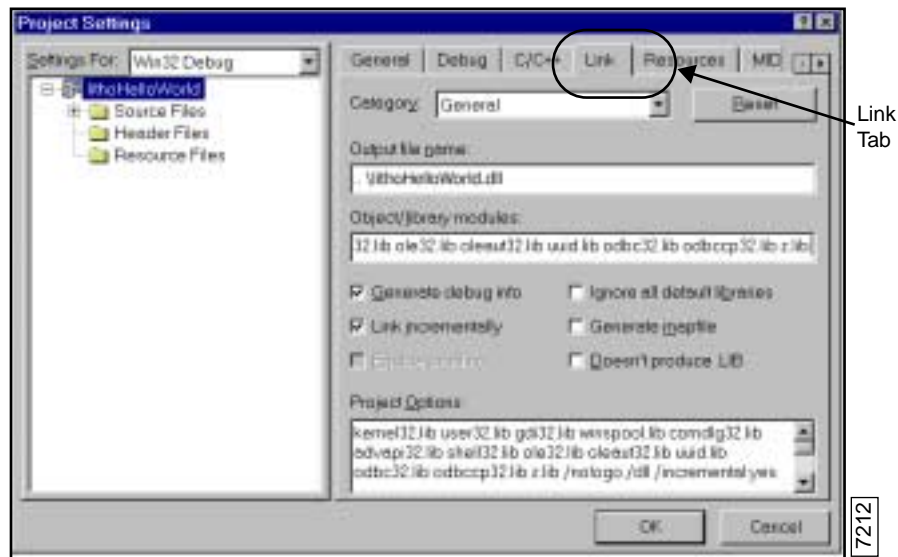 Project Settings
Settings For: Win32 Debug
lithoHelloWorld
Source Files
Header Files
Resource Files
General Debug C/C++ Link Resources MID
Category: General
Reset
Output file name:
..\lithoHelloWorld.dll
Object/library modules:
32.lib ole32.lib oleaut32.lib uuid.lib odbc32.lib odbccp32.lib z.lib
Generate debug info
Ignore all default libraries
Link incrementally
Generate mapfile
Doesn't produce .LIB
Project Options:
kernel32.lib user32.lib gdi32.lib winspool.lib comdlg32.lib
advapi32.lib shell32.lib ole32.lib oleaut32.lib uuid.lib
odbc32.lib odbccp32.lib z.lib /nologo /dll /incremental:yes
OK Cancel
Link
Tab
7212